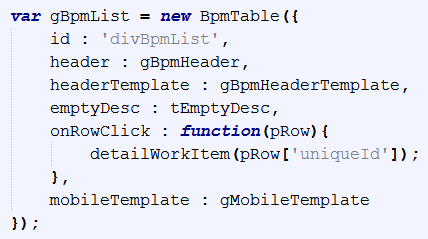 var gBpmList = new BpmTable({
    id : 'divBpmList',
    header : gBpmHeader,
    headerTemplate : gBpmHeaderTemplate,
    emptyDesc : tEmptyDesc,
    onRowClick : function(pRow){
        detailWorkItem(pRow['uniqueId']);
    },
    mobileTemplate : gMobileTemplate
});